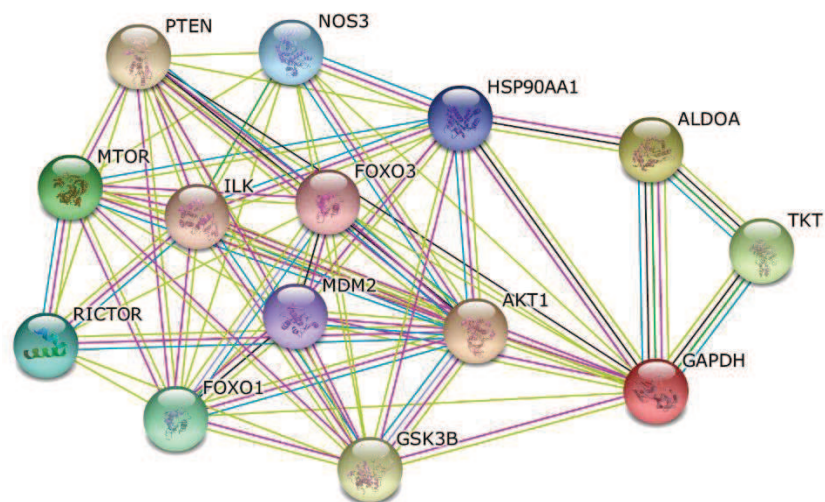 PTEN
NOS3
HSP90AA1
ALDOA
MTOR
ILK
FOXO3
TKT
MDM2
AKT1
RICTOR
GAPDH
FOXO1
GSK3B